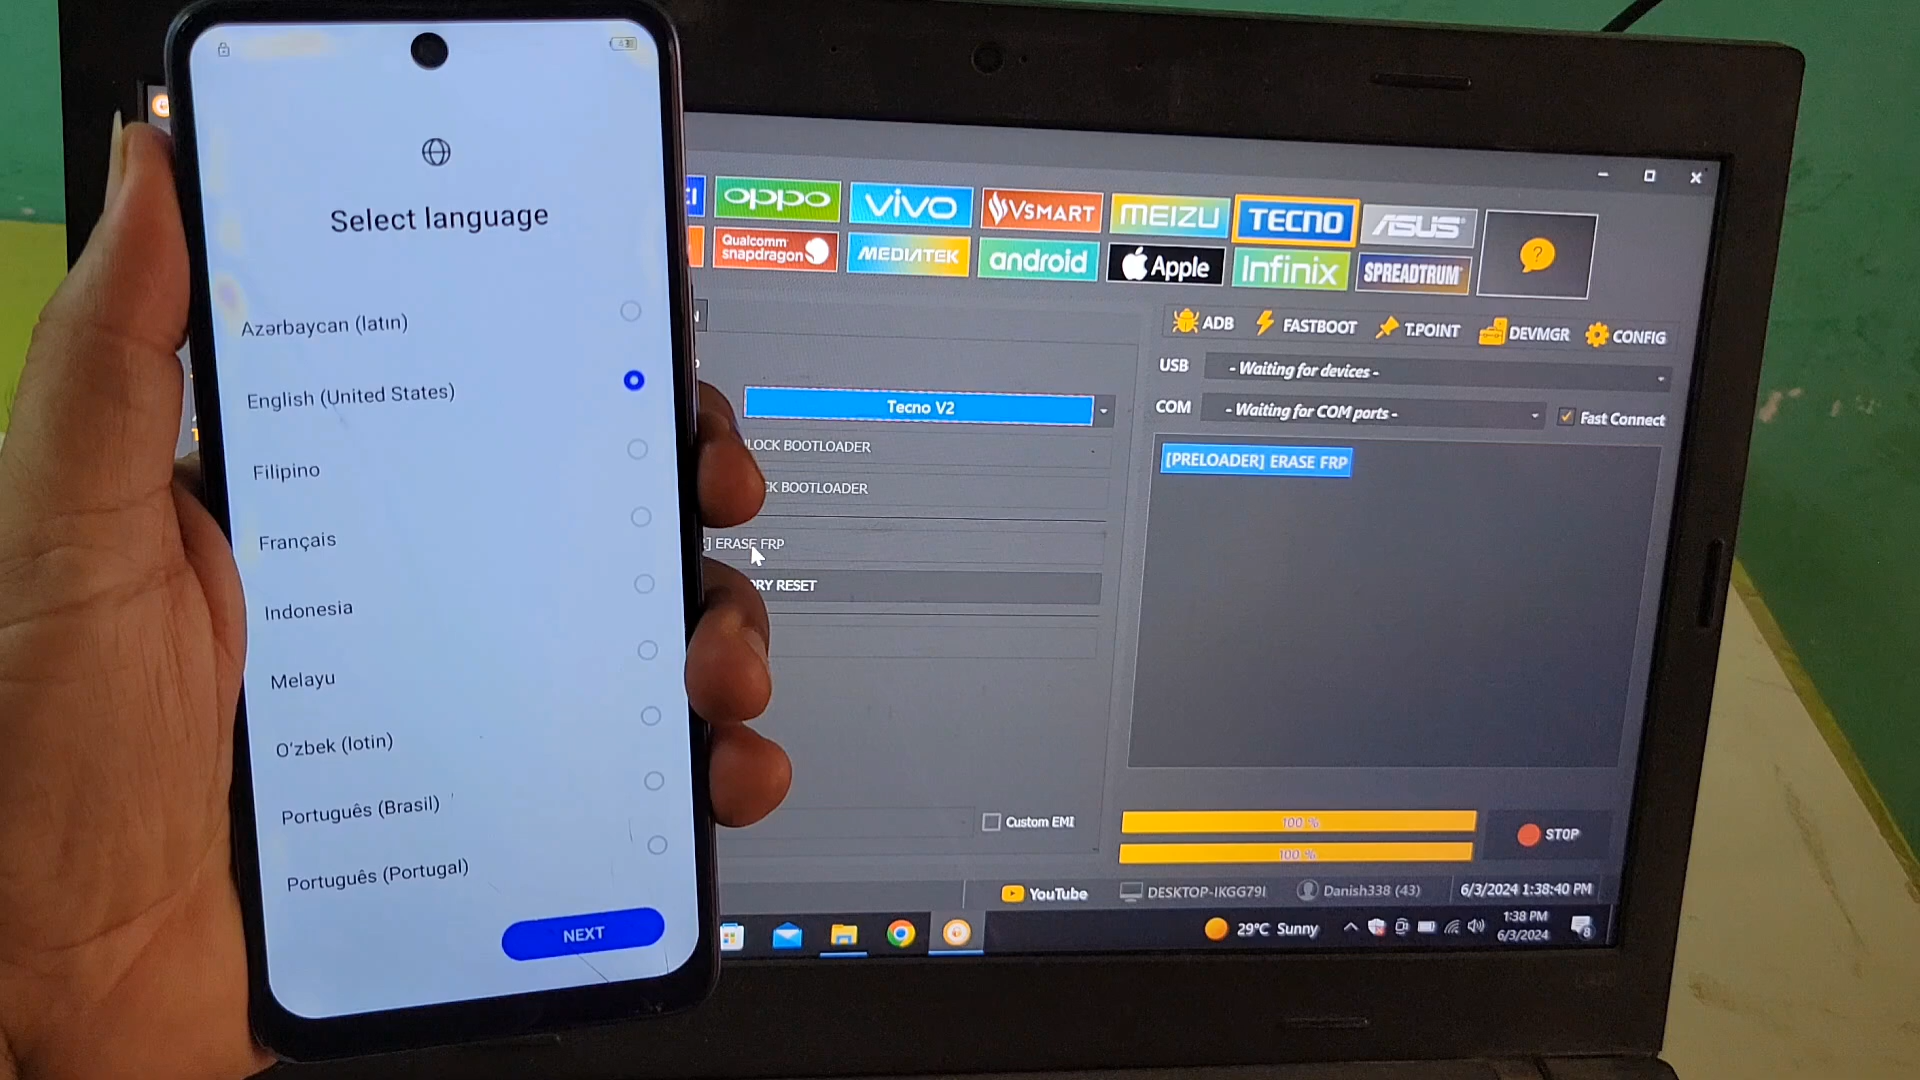 Select language
Azərbaycan (latın)
English (United States)
Filipino
Français
Indonesia
Melayu
O'zbek (lotin)
Português (Brasil)
Português (Portugal)
NEXT
oppo
vivo
VSMART
MEIZU
TECNO
ASUS
Qualcomm
snapdragon
MEDIATEK
android
Apple
Infinix
SPREADTRUM
?
ADB
FASTBOOT
T.POINT
DEVMGR
CONFIG
USB
- Waiting for devices -
COM
- Waiting for COM ports -
Fast Connect
Tecno V2
LOCK BOOTLOADER
CK BOOTLOADER
] ERASE FRP
ORY RESET
[PRELOADER] ERASE FRP
Custom EMI
100 %
100 %
STOP
YouTube
DESKTOP-IKGG79I
Danish338 (43)
6/3/2024 1:38:40 PM
29°C Sunny
1:38 PM
6/3/2024
8